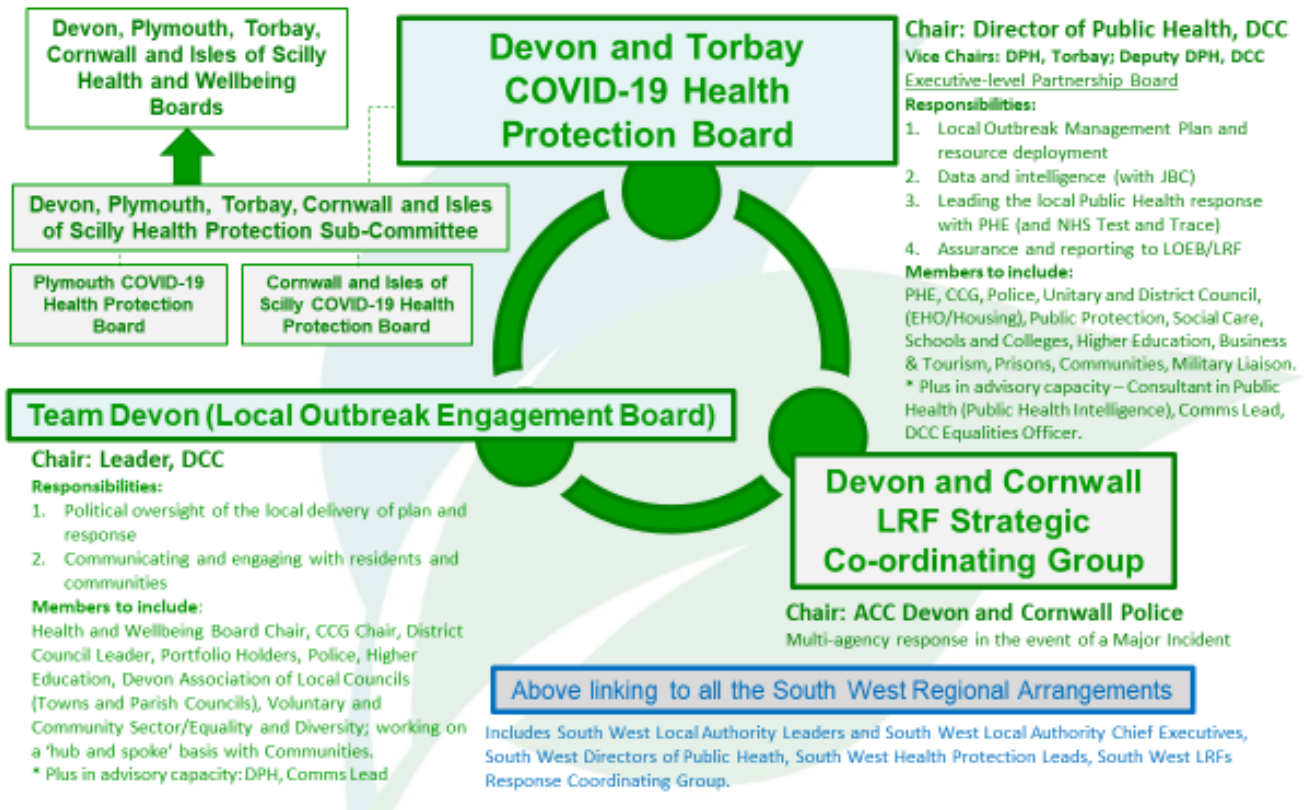 Devon, Plymouth, Torbay,
Cornwall and Isles of Scilly
Health and Wellbeing
Boards
Devon, Plymouth, Torbay, Cornwall and Isles
of Scilly Health Protection Sub-Committee
Plymouth COVID-19
Health Protection
Board
Cornwall and Isles of
Scilly COVID-19 Health
Protection Board
Devon and Torbay
COVID-19 Health
Protection Board
Chair: Director of Public Health, DCC
Vice Chairs: DPH, Torbay; Deputy DPH, DCC
Executive-level Partnership Board
Responsibilities:
1. Local Outbreak Management Plan and
resource deployment
2. Data and intelligence (with JBC)
3. Leading the local Public Health response
with PHE (and NHS Test and Trace)
4. Assurance and reporting to LOEB/LRF
Members to include:
PHE, CCG, Police, Unitary and District Council,
(EHO/Housing), Public Protection, Social Care,
Schools and Colleges, Higher Education, Business
& Tourism, Prisons, Communities, Military Liaison.
* Plus in advisory capacity – Consultant in Public
Health (Public Health Intelligence), Comms Lead,
DCC Equalities Officer.
Team Devon (Local Outbreak Engagement Board)
Chair: Leader, DCC
Responsibilities:
1. Political oversight of the local delivery of plan and
response
2. Communicating and engaging with residents and
communities
Members to include:
Health and Wellbeing Board Chair, CCG Chair, District
Council Leader, Portfolio Holders, Police, Higher
Education, Devon Association of Local Councils
(Towns and Parish Councils), Voluntary and
Community Sector/Equality and Diversity; working on
a 'hub and spoke' basis with Communities.
* Plus in advisory capacity: DPH, Comms Lead
Devon and Cornwall
LRF Strategic
Co-ordinating Group
Chair: ACC Devon and Cornwall Police
Multi-agency response in the event of a Major Incident
Above linking to all the South West Regional Arrangements
Includes South West Local Authority Leaders and South West Local Authority Chief Executives,
South West Directors of Public Heath, South West Health Protection Leads, South West LRFs
Response Coordinating Group.